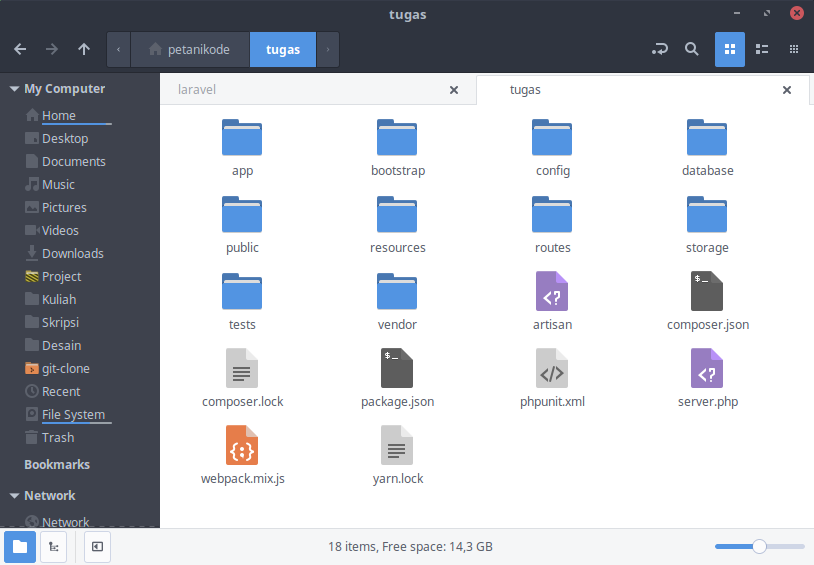 tugas
petanikode
tugas
My Computer
Home
Desktop
Documents
Music
Pictures
Videos
Downloads
Project
Kuliah
Skripsi
Desain
git-clone
Recent
File System
Trash
Bookmarks
Network
Network
laravel
tugas
app
bootstrap
config
database
public
resources
routes
storage
tests
vendor
artisan
composer.json
composer.lock
package.json
phpunit.xml
server.php
webpack.mix.js
yarn.lock
18 items, Free space: 14,3 GB